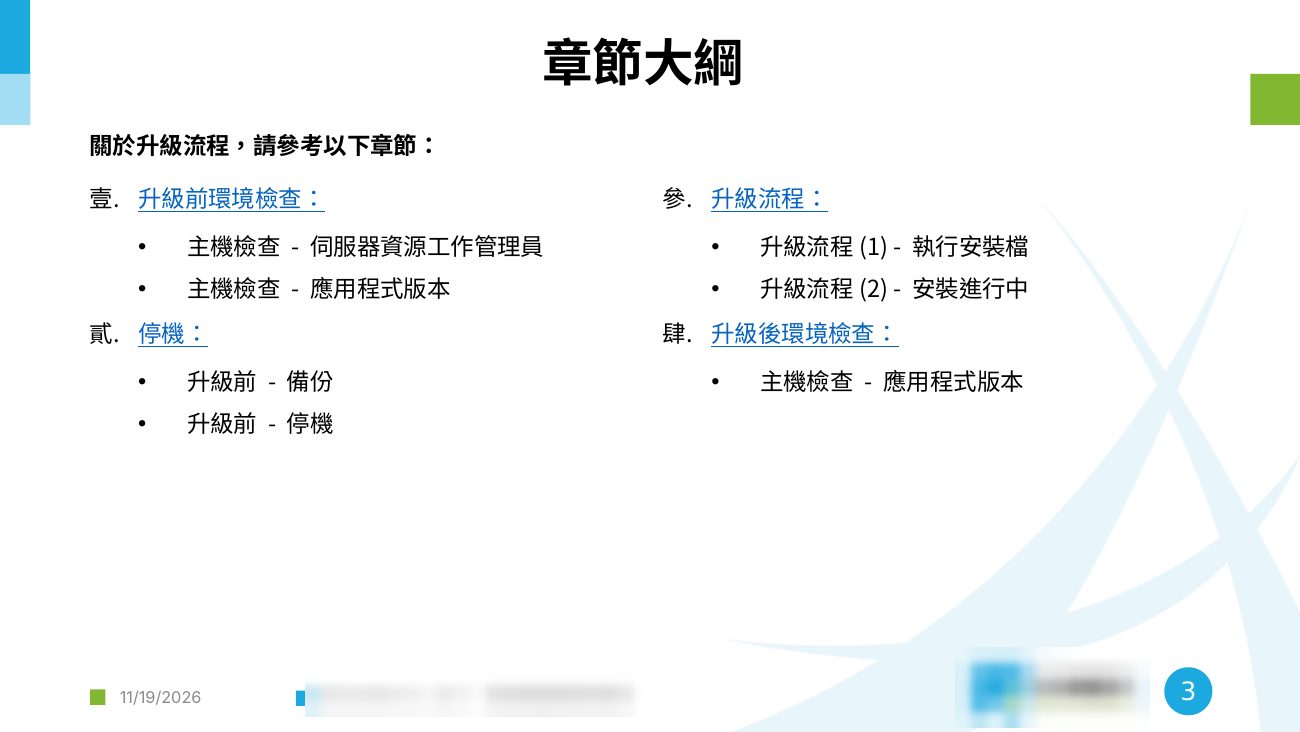 章節大綱
關於升級流程，請參考以下章節：
壹. 升級前環境檢查：
• 主機檢查 - 伺服器資源工作管理員
• 主機檢查 - 應用程式版本
貳. 停機：
• 升級前 - 備份
• 升級前 - 停機
參. 升級流程：
• 升級流程 (1) - 執行安裝檔
• 升級流程 (2) - 安裝進行中
肆. 升級後環境檢查：
• 主機檢查 - 應用程式版本
11/19/2026
3